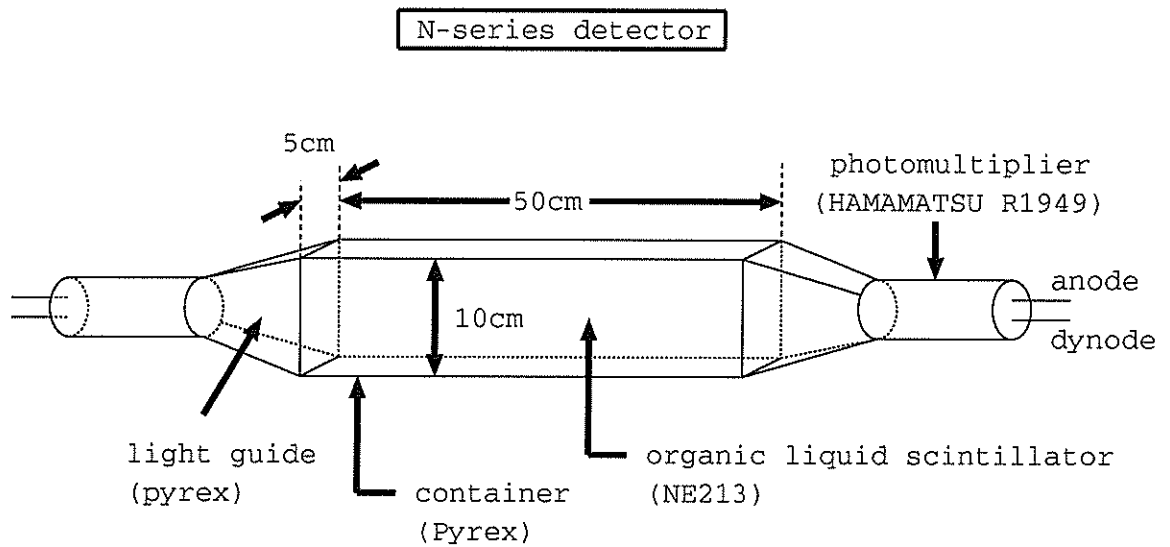 N-series detector
5cm
photomultiplier
(HAMAMATSU R1949)
50cm
anode
10cm
dynode
light guide
(pyrex)
organic liquid scintillator
(NE213)
container
(Pyrex)